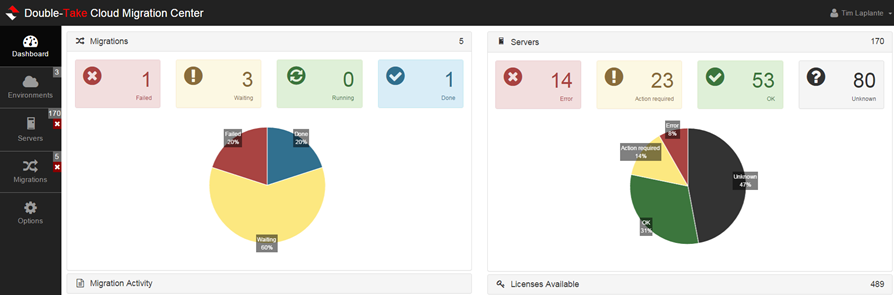 Double-Take Cloud Migration Center
Tim Laplante
Dashboard
3
Environments
170
Servers
5
Migrations
Options
Migrations 5
1
Failed
3
Waiting
0
Running
1
Done
Failed
20%
Done
20%
Waiting
60%
Migration Activity
Servers 170
14
Error
23
Action required
53
OK
80
Unknown
Error
8%
Action required
14%
Unknown
47%
OK
31%
Licenses Available 489